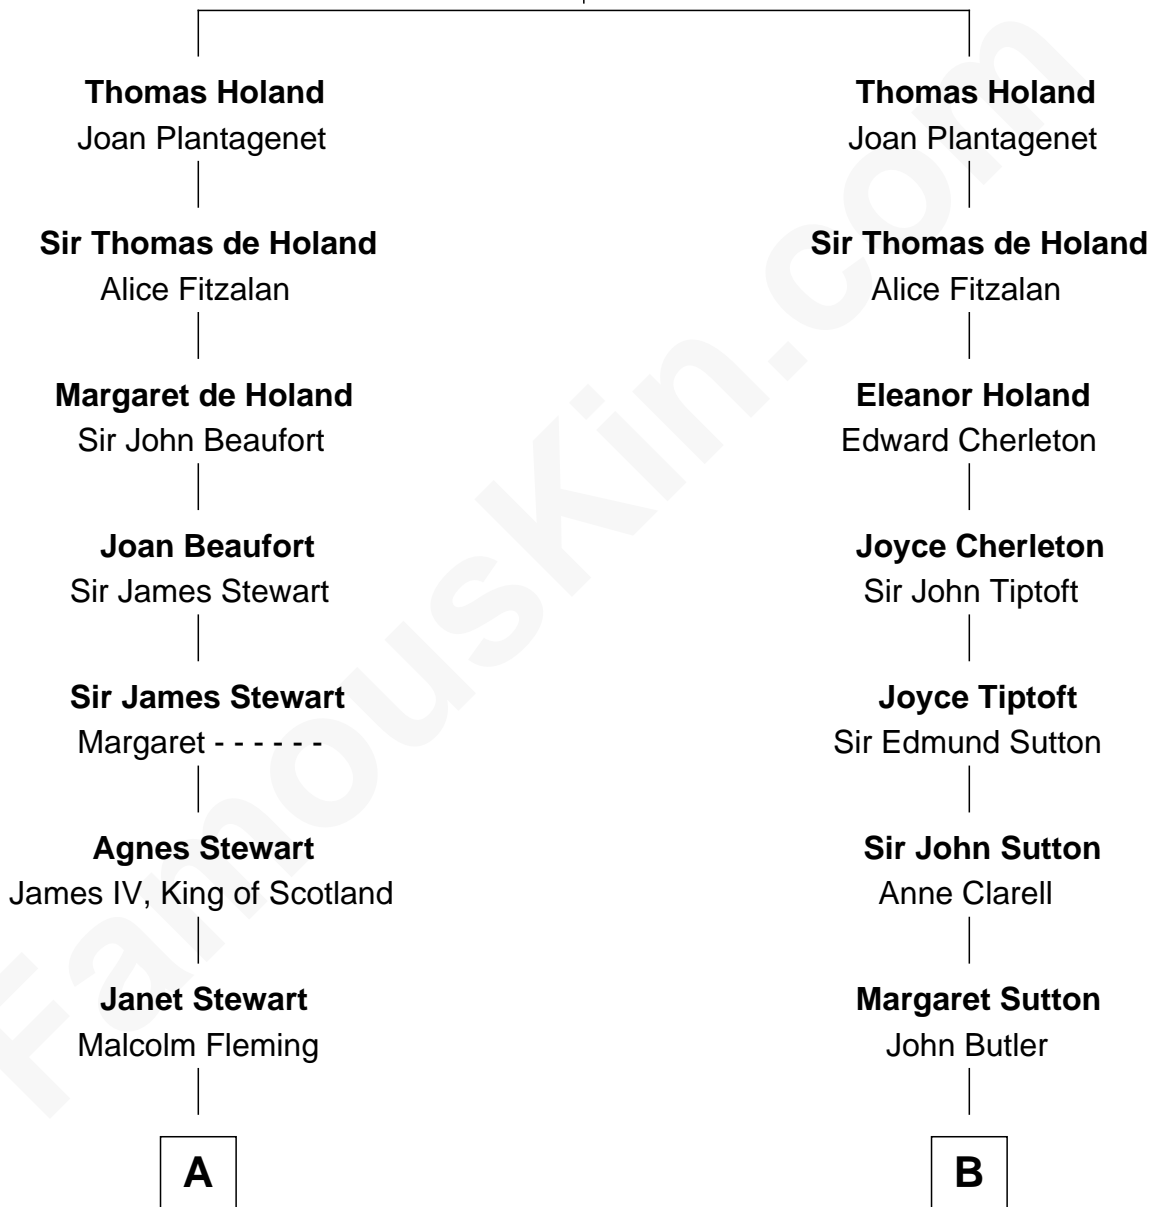 Thomas Holand
Joan Plantagenet
Sir Thomas de Holand
Alice Fitzalan
Margaret de Holand
Sir John Beaufort
Joan Beaufort
Sir James Stewart
Sir James Stewart
Margaret - - - - - -
Agnes Stewart
James IV, King of Scotland
Janet Stewart
Malcolm Fleming
A
Thomas Holand
Joan Plantagenet
Sir Thomas de Holand
Alice Fitzalan
Eleanor Holand
Edward Cherleton
Joyce Cherleton
Sir John Tiptoft
Joyce Tiptoft
Sir Edmund Sutton
Sir John Sutton
Anne Clarell
Margaret Sutton
John Butler
B
FamousKin.com